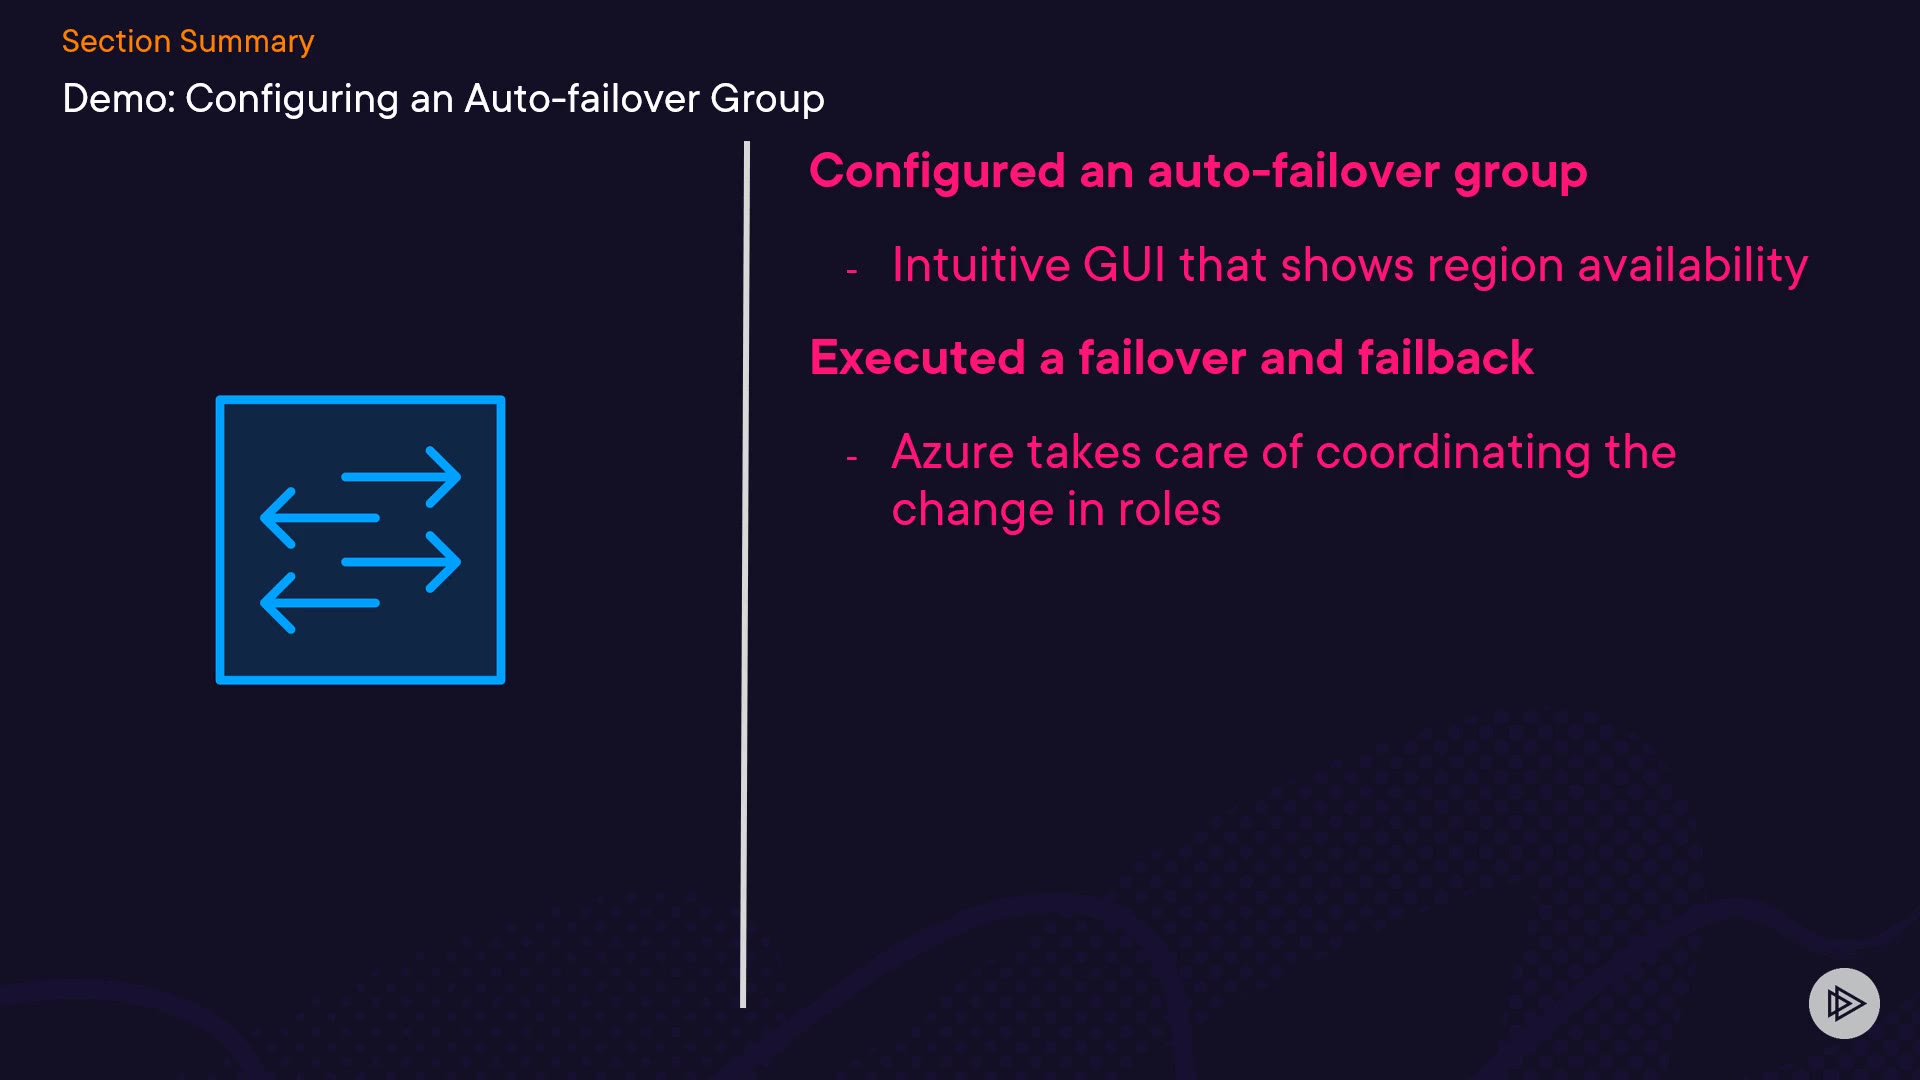 Section Summary
Demo: Configuring an Auto-failover Group
Configured an auto-failover group
- Intuitive GUI that shows region availability
Executed a failover and failback
- Azure takes care of coordinating the
change in roles